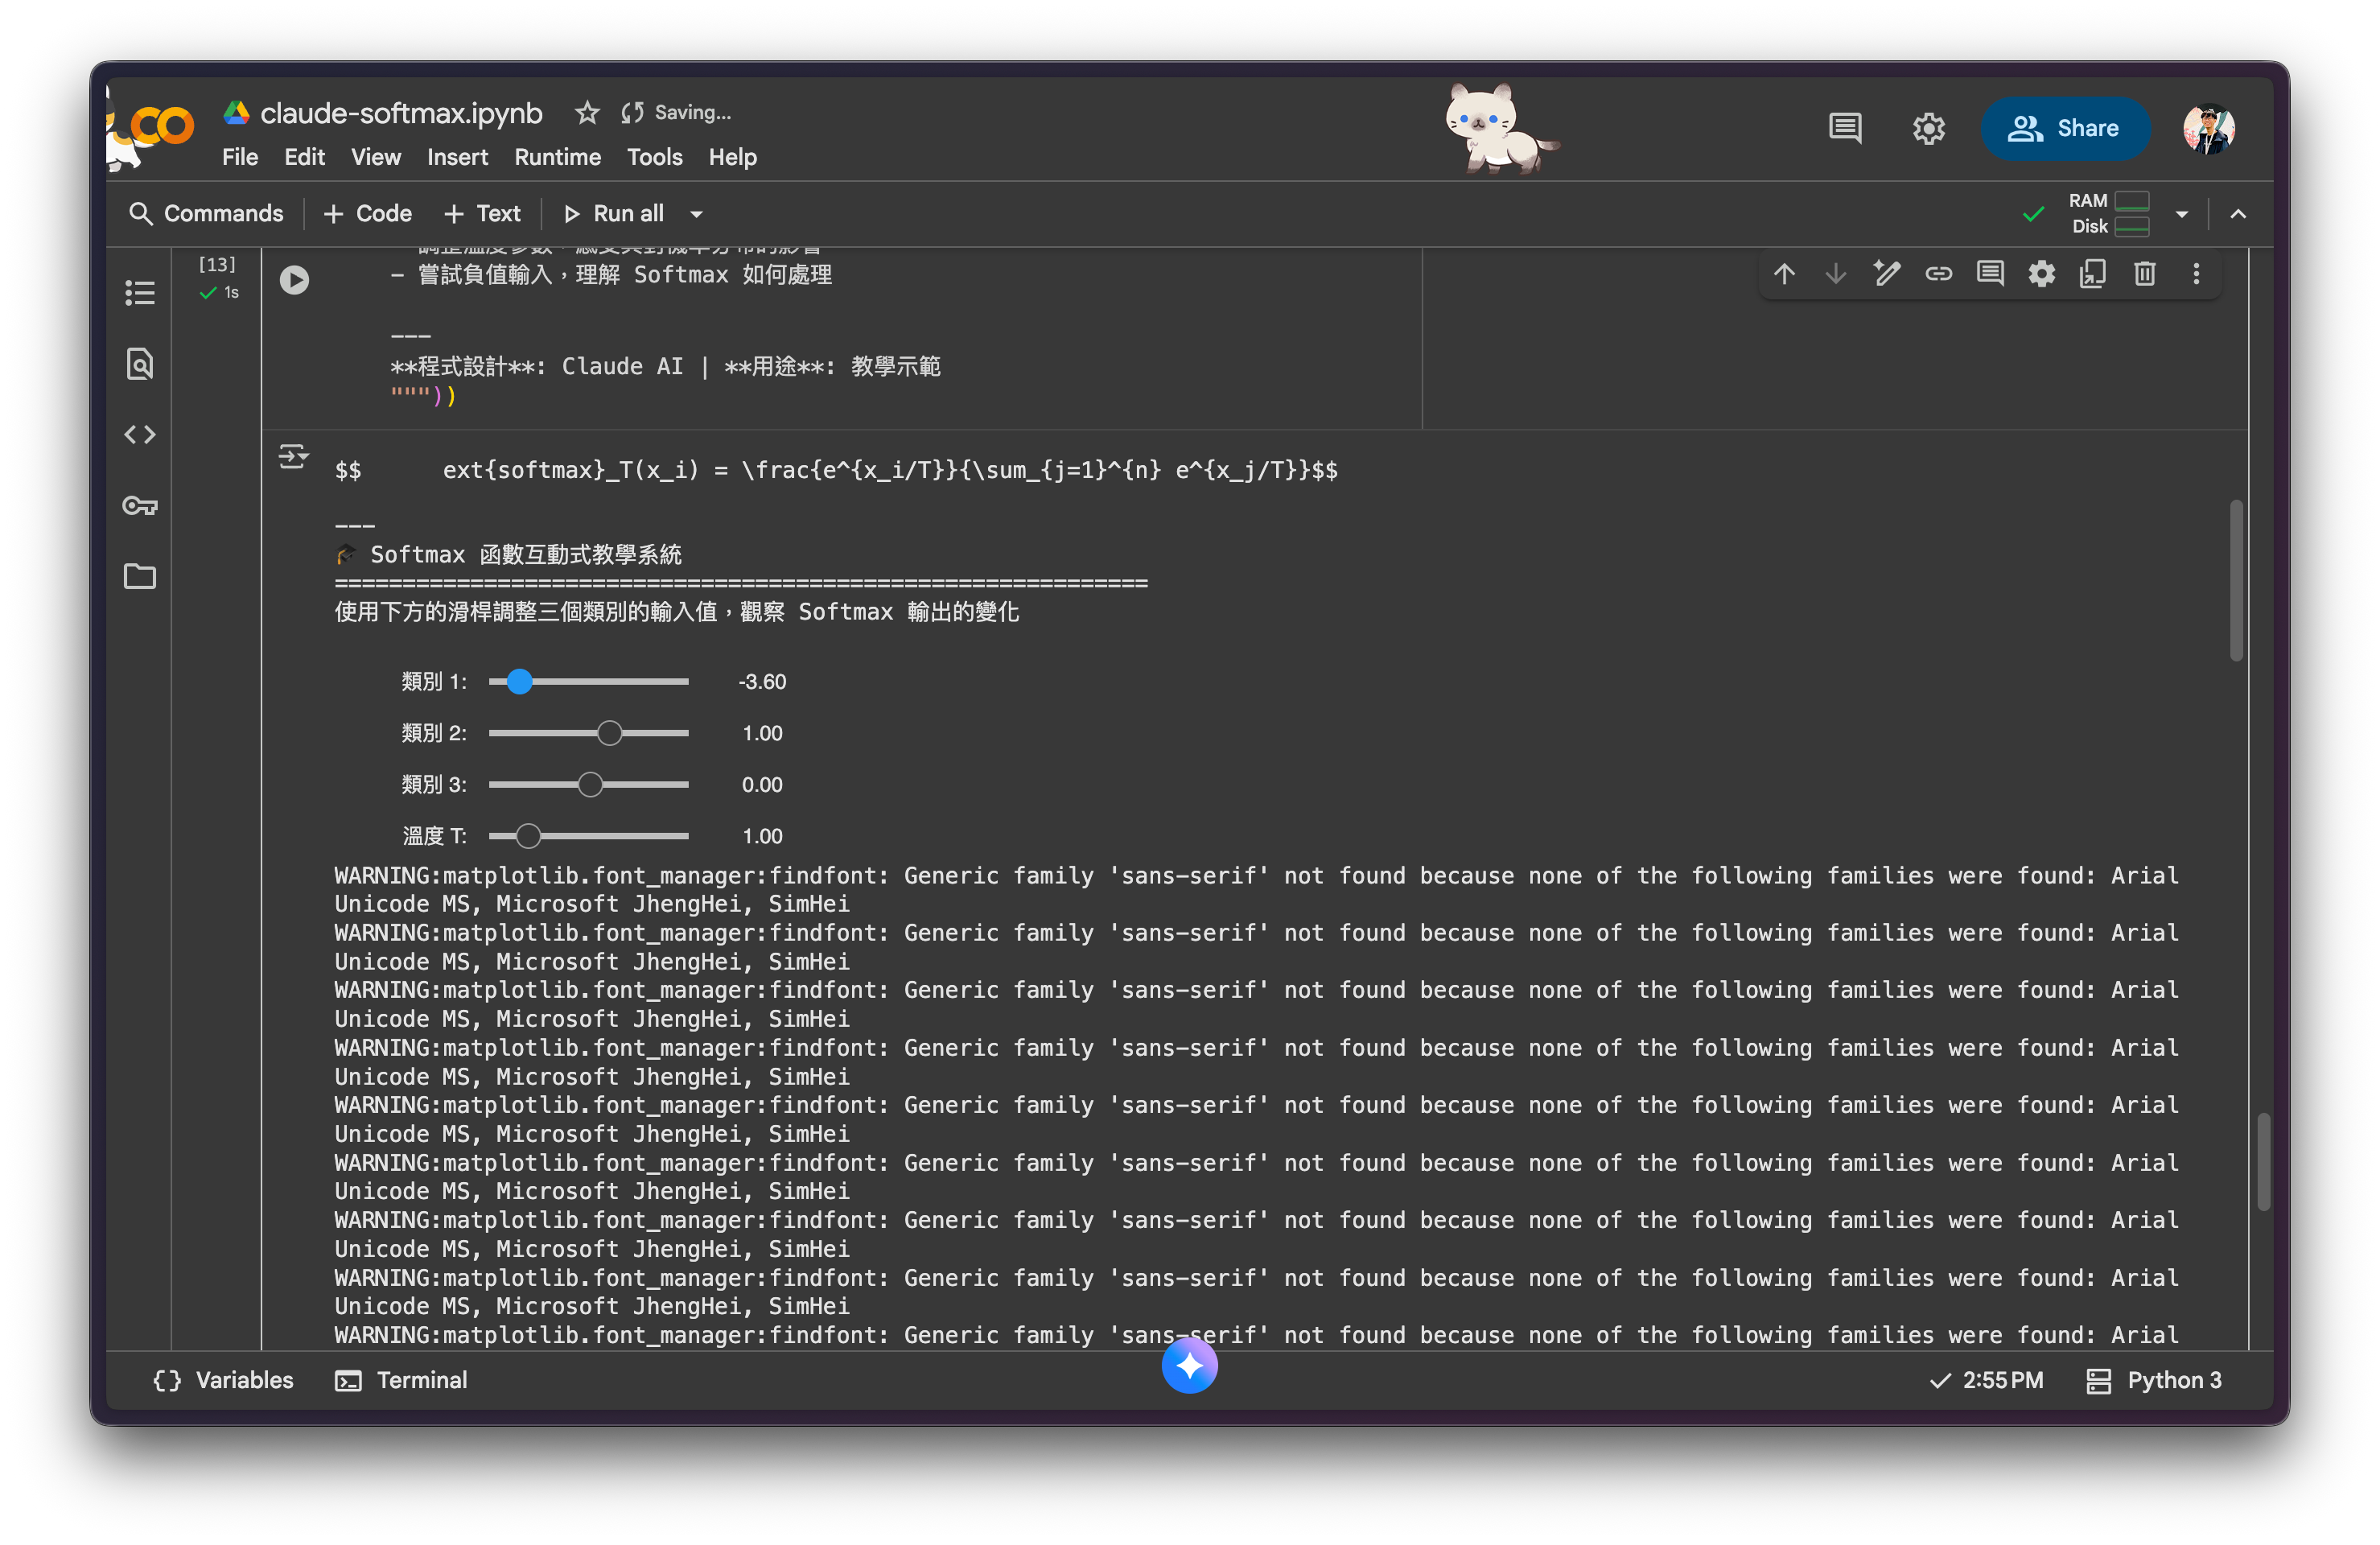 claude-softmax.ipynb Saving...
File Edit View Insert Runtime Tools Help
Share
Commands + Code + Text Run all
RAM
Disk
[13]
1s
- 嘗試負值輸入，理解 Softmax 如何處理
---
**程式設計**: Claude AI | **用途**: 教學示範
"""))
$$      ext{softmax}_T(x_i) = \frac{e^{x_i/T}}{\sum_{j=1}^{n} e^{x_j/T}}$$
---
🎓 Softmax 函數互動式教學系統
============================================================
使用下方的滑桿調整三個類別的輸入值，觀察 Softmax 輸出的變化
類別 1: -3.60
類別 2: 1.00
類別 3: 0.00
溫度 T: 1.00
WARNING:matplotlib.font_manager:findfont: Generic family 'sans-serif' not found because none of the following families were found: Arial
Unicode MS, Microsoft JhengHei, SimHei
WARNING:matplotlib.font_manager:findfont: Generic family 'sans-serif' not found because none of the following families were found: Arial
Unicode MS, Microsoft JhengHei, SimHei
WARNING:matplotlib.font_manager:findfont: Generic family 'sans-serif' not found because none of the following families were found: Arial
Unicode MS, Microsoft JhengHei, SimHei
WARNING:matplotlib.font_manager:findfont: Generic family 'sans-serif' not found because none of the following families were found: Arial
Unicode MS, Microsoft JhengHei, SimHei
WARNING:matplotlib.font_manager:findfont: Generic family 'sans-serif' not found because none of the following families were found: Arial
Unicode MS, Microsoft JhengHei, SimHei
WARNING:matplotlib.font_manager:findfont: Generic family 'sans-serif' not found because none of the following families were found: Arial
Unicode MS, Microsoft JhengHei, SimHei
WARNING:matplotlib.font_manager:findfont: Generic family 'sans-serif' not found because none of the following families were found: Arial
Unicode MS, Microsoft JhengHei, SimHei
WARNING:matplotlib.font_manager:findfont: Generic family 'sans-serif' not found because none of the following families were found: Arial
Unicode MS, Microsoft JhengHei, SimHei
WARNING:matplotlib.font_manager:findfont: Generic family 'sans-serif' not found because none of the following families were found: Arial
Variables Terminal 2:55 PM Python 3